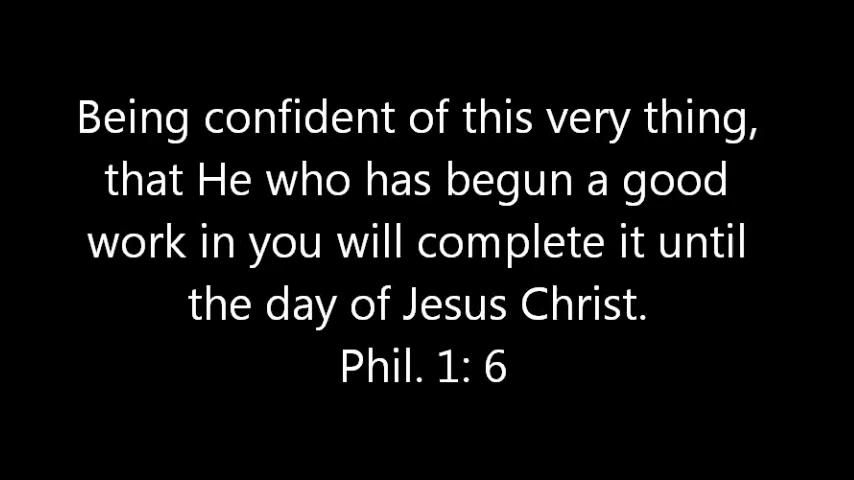 Being confident of this very thing,
that He who has begun a good
work in you will complete it until
the day of Jesus Christ.
Phil. 1: 6